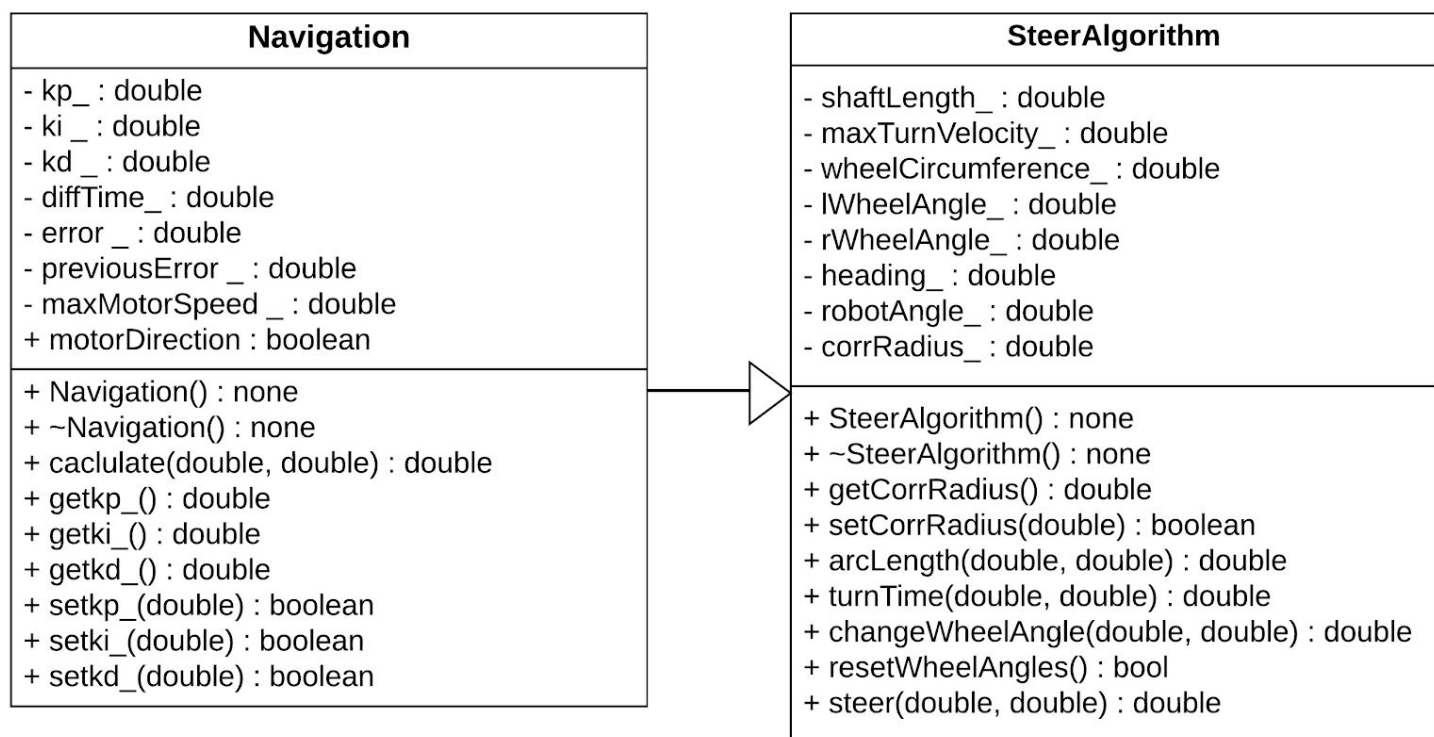 Navigation
- kp_ : double
- ki _ : double
- kd _ : double
- diffTime_ : double
- error _ : double
- previousError _ : double
- maxMotorSpeed _ : double
+ motorDirection : boolean
+ Navigation() : none
+ ~Navigation() : none
+ caclulate(double, double) : double
+ getkp_() : double
+ getki_() : double
+ getkd_() : double
+ setkp_(double) : boolean
+ setki_(double) : boolean
+ setkd_(double) : boolean
SteerAlgorithm
- shaftLength_ : double
- maxTurnVelocity_ : double
- wheelCircumference_ : double
- lWheelAngle_ : double
- rWheelAngle_ : double
- heading_ : double
- robotAngle_ : double
- corrRadius_ : double
+ SteerAlgorithm() : none
+ ~SteerAlgorithm() : none
+ getCorrRadius() : double
+ setCorrRadius(double) : boolean
+ arcLength(double, double) : double
+ turnTime(double, double) : double
+ changeWheelAngle(double, double) : double
+ resetWheelAngles() : bool
+ steer(double, double) : double